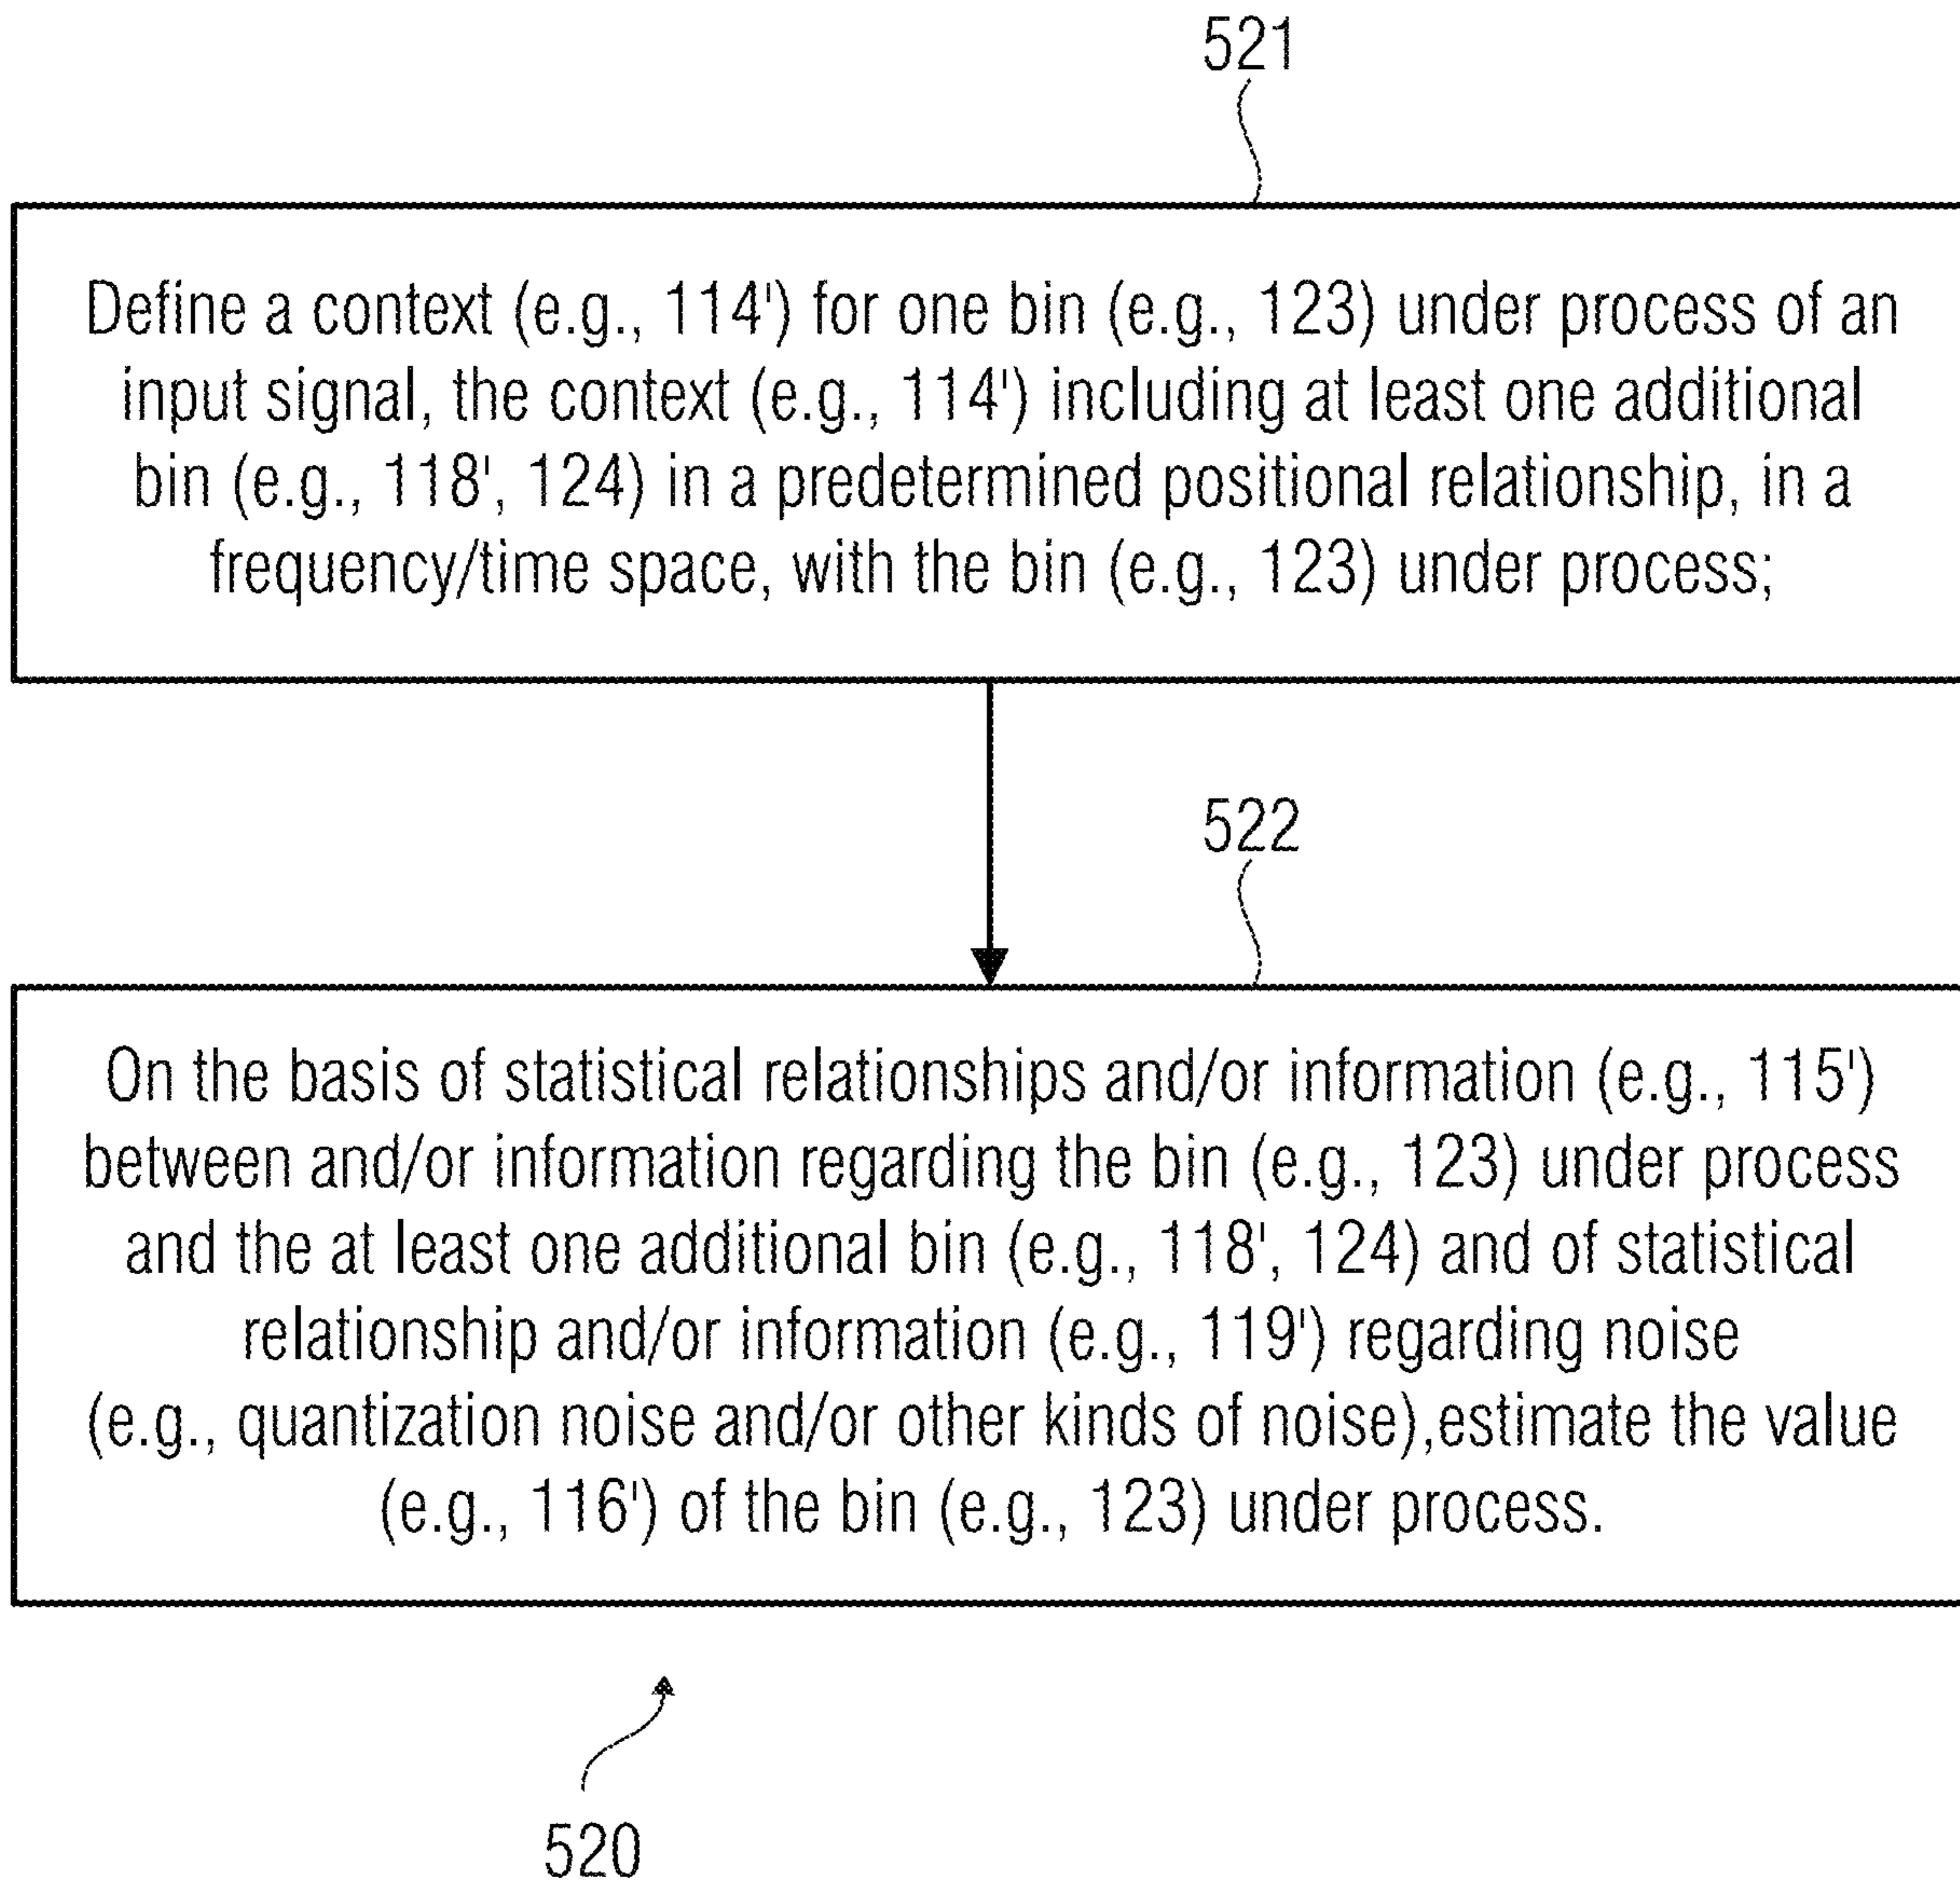 521
Define a context (e.g., 114') for one bin (e.g., 123) under process of an
input signal, the context (e.g., 114') including at least one additional
bin (e.g., 118', 124) in a predetermined positional relationship, in a
frequency/time space, with the bin (e.g., 123) under process;
522
On the basis of statistical relationships and/or information (e.g., 115')
between and/or information regarding the bin (e.g., 123) under process
and the at least one additional bin (e.g., 118', 124) and of statistical
relationship and/or information (e.g., 119') regarding noise
(e.g., quantization noise and/or other kinds of noise),estimate the value
(e.g., 116') of the bin (e.g., 123) under process.
520